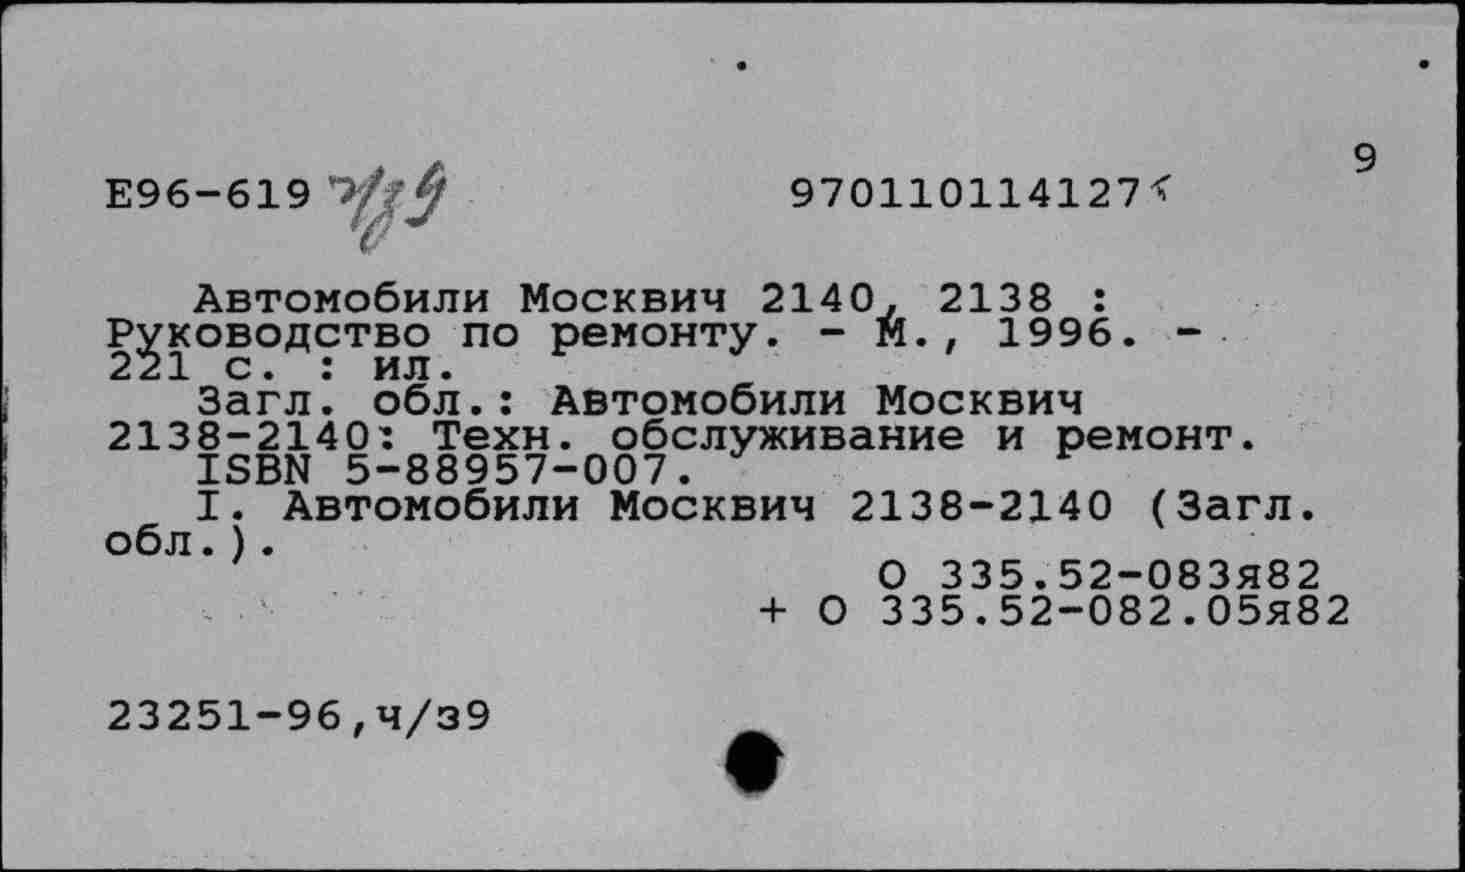 9
Е96-619 ч/з 9 970110114127
Автомобили Москвич 2140, 2138 :
Руководство по ремонту. - М., 1996. -
221 с. : ил.
Загл. обл.: Автомобили Москвич
2138-2140: Техн. обслуживание и ремонт.
ISBN 5-88957-007.
I. Автомобили Москвич 2138-2140 (Загл.
обл.).
О 335.52-083я82
+ О 335.52-082.05я82
23251-96,ч/з9